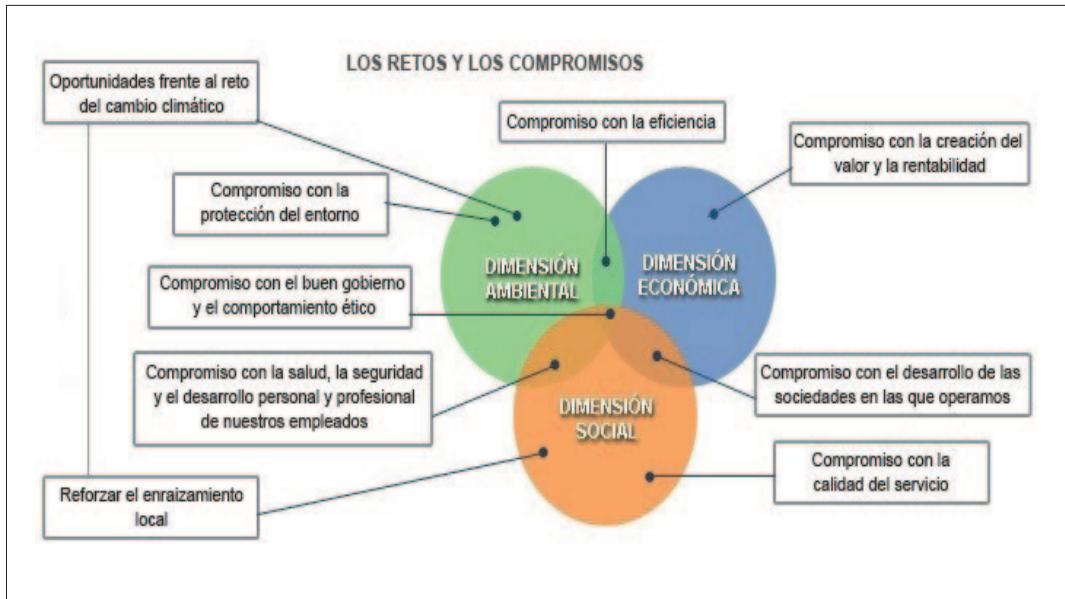 LOS RETOS Y LOS COMPROMISOS
Oportunidades frente al reto
del cambio climático
Compromiso con la eficiencia
Compromiso con la creación del
valor y la rentabilidad
Compromiso con la
protección del entorno
DIMENSIÓN
AMBIENTAL
DIMENSIÓN
ECONÓMICA
Compromiso con el buen gobierno
y el comportamiento ético
Compromiso con la salud, la seguridad
y el desarrollo personal y profesional
de nuestros empleados
Compromiso con el desarrollo de las
sociedades en las que operamos
DIMENSIÓN
SOCIAL
Compromiso con la
calidad del servicio
Reforzar el enraizamiento
local